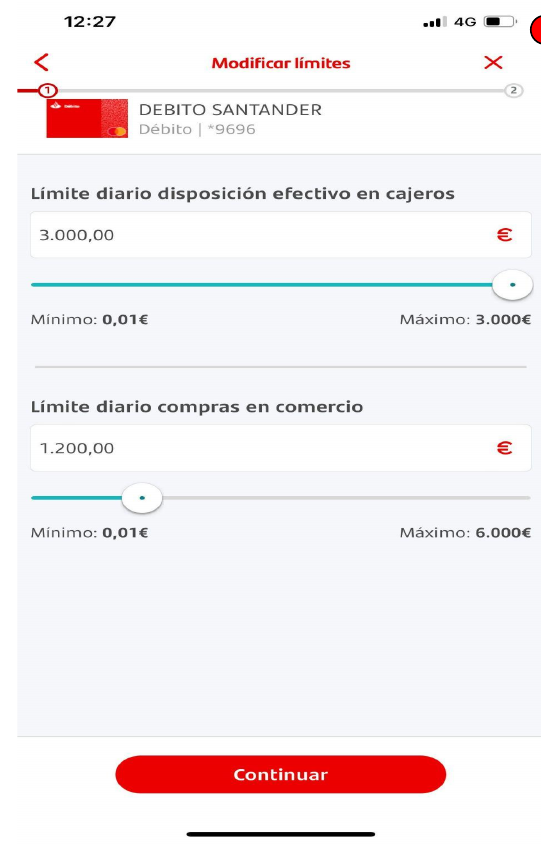 12:27
4G
Modificar límites
1
2
DEBITO SANTANDER
Débito | *9696
Límite diario disposición efectivo en cajeros
3.000,00 €
Mínimo: 0,01€ Máximo: 3.000€
Límite diario compras en comercio
1.200,00 €
Mínimo: 0,01€ Máximo: 6.000€
Continuar